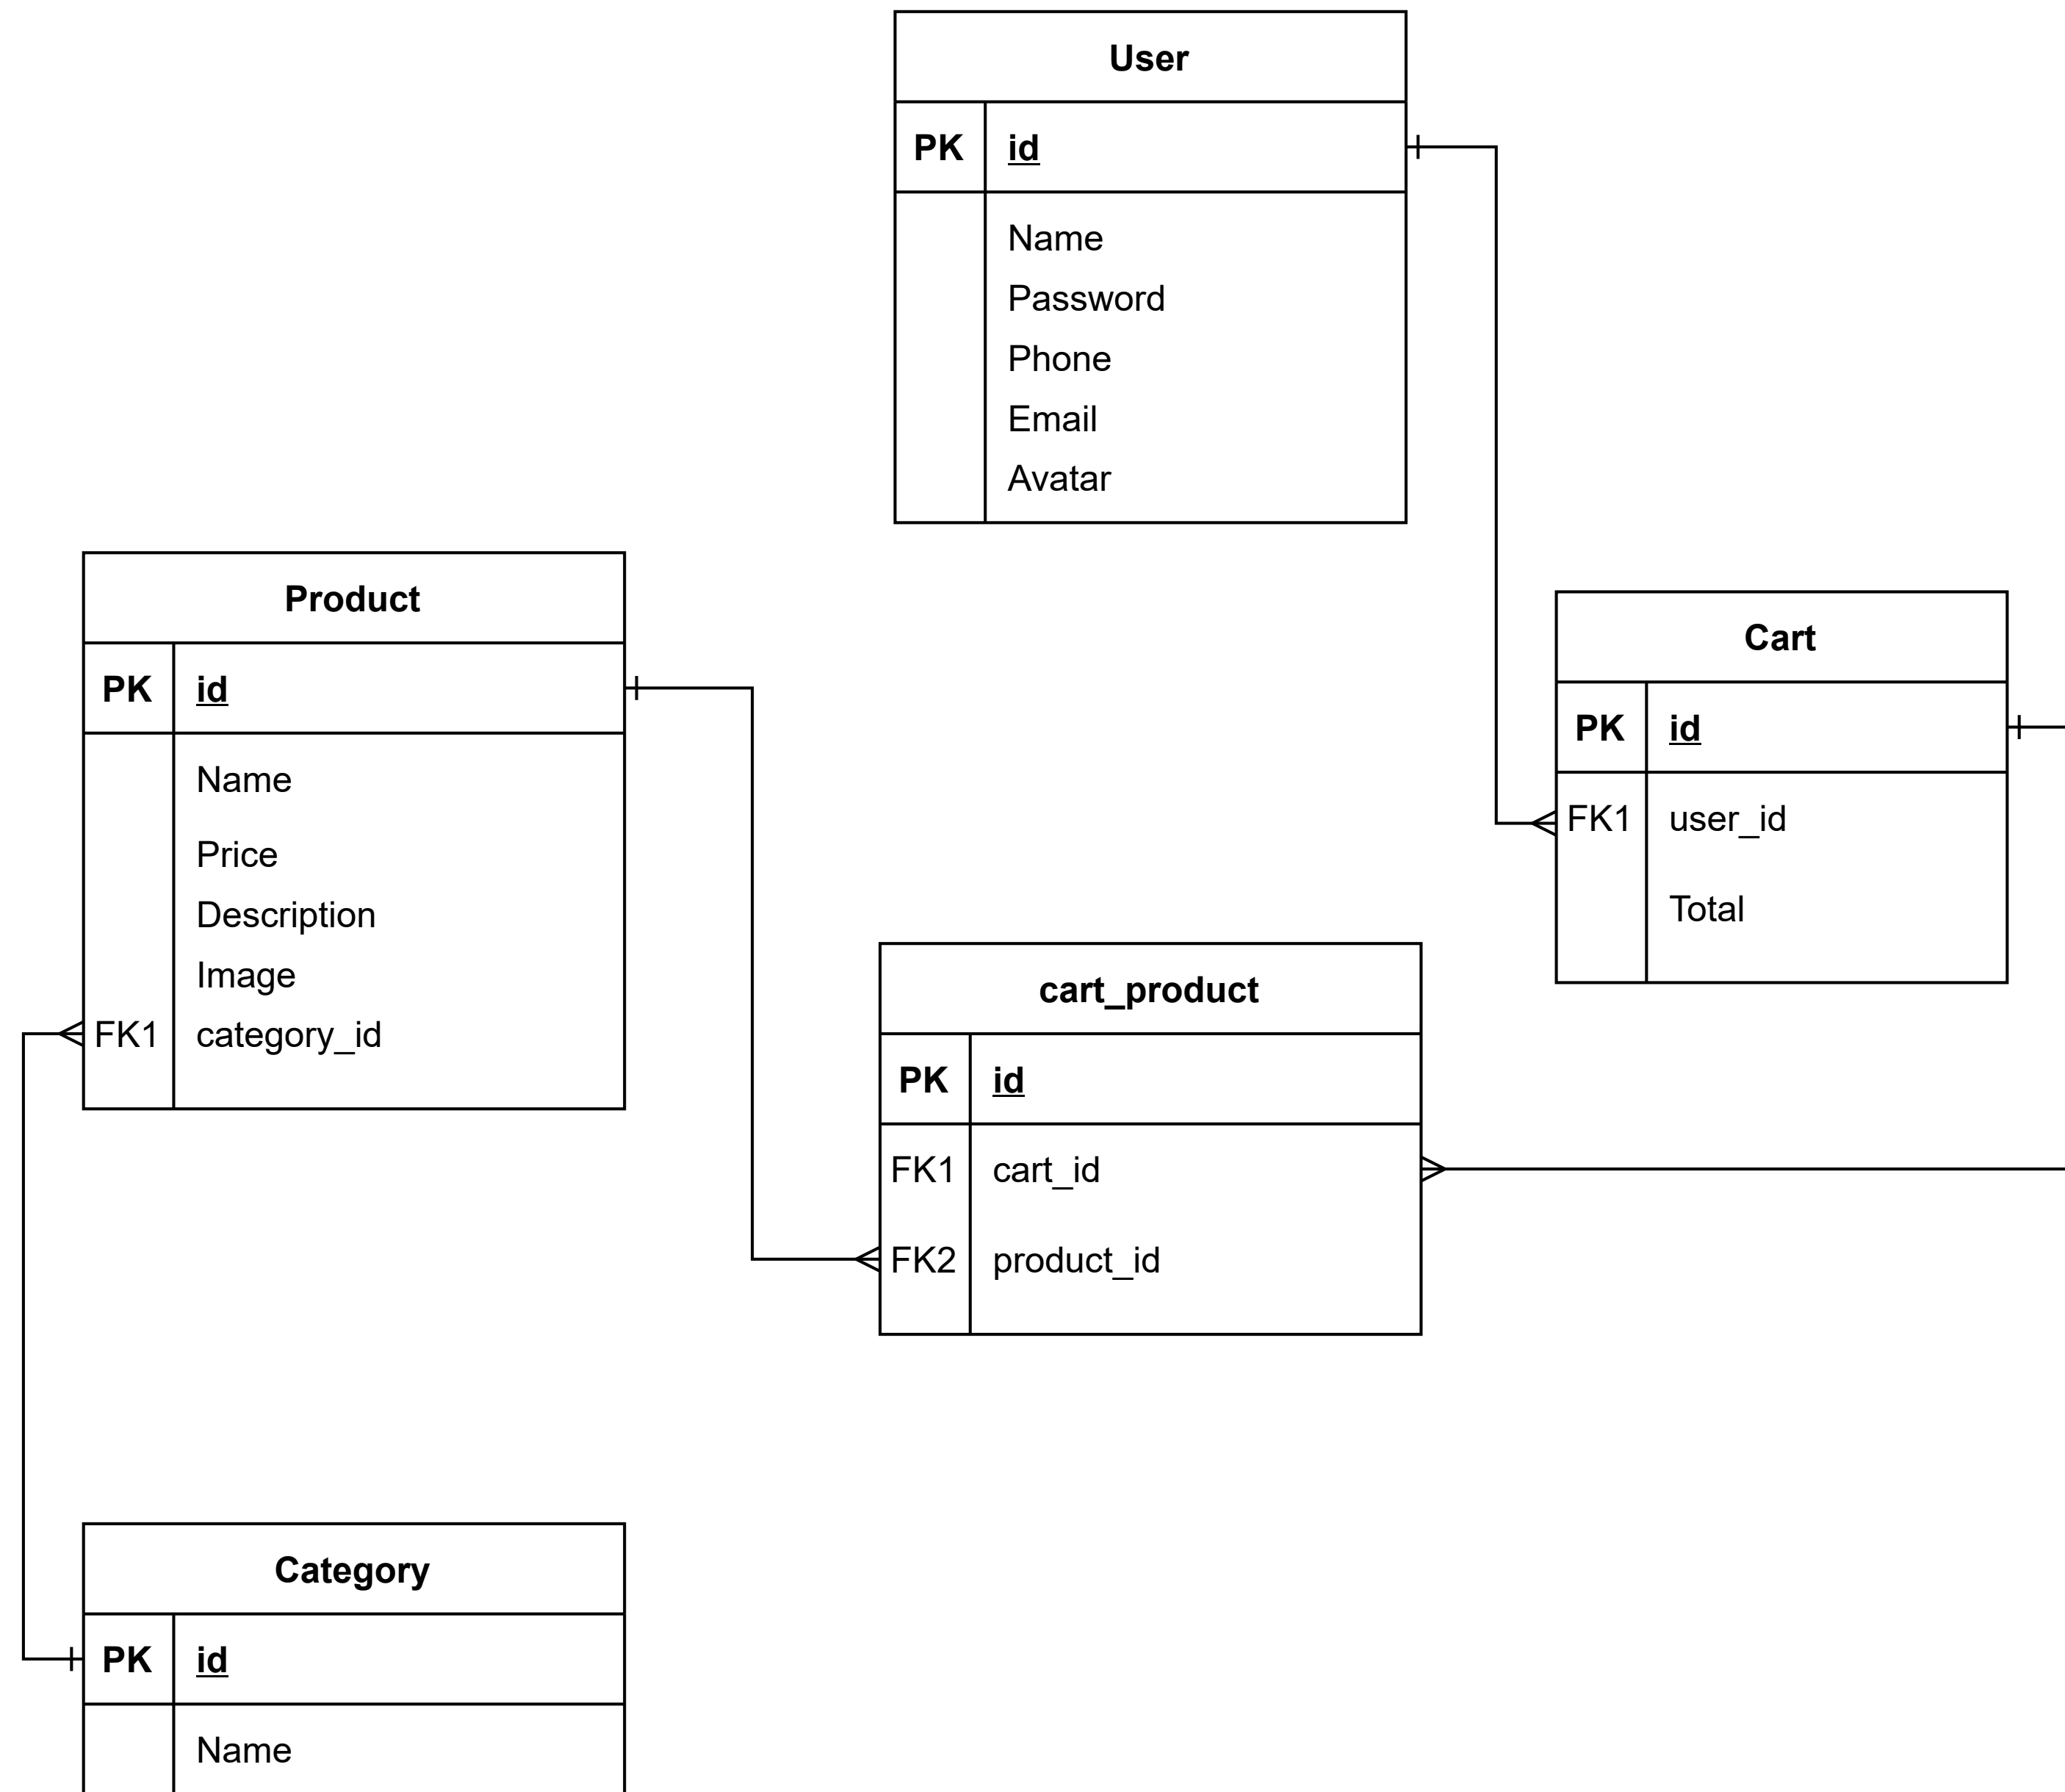 User
PK id
Name
Password
Phone
Email
Avatar
Product
PK id
Name
Price
Description
Image
FK1 category_id
Cart
PK id
FK1 user_id
Total
cart_product
PK id
FK1 cart_id
FK2 product_id
Category
PK id
Name